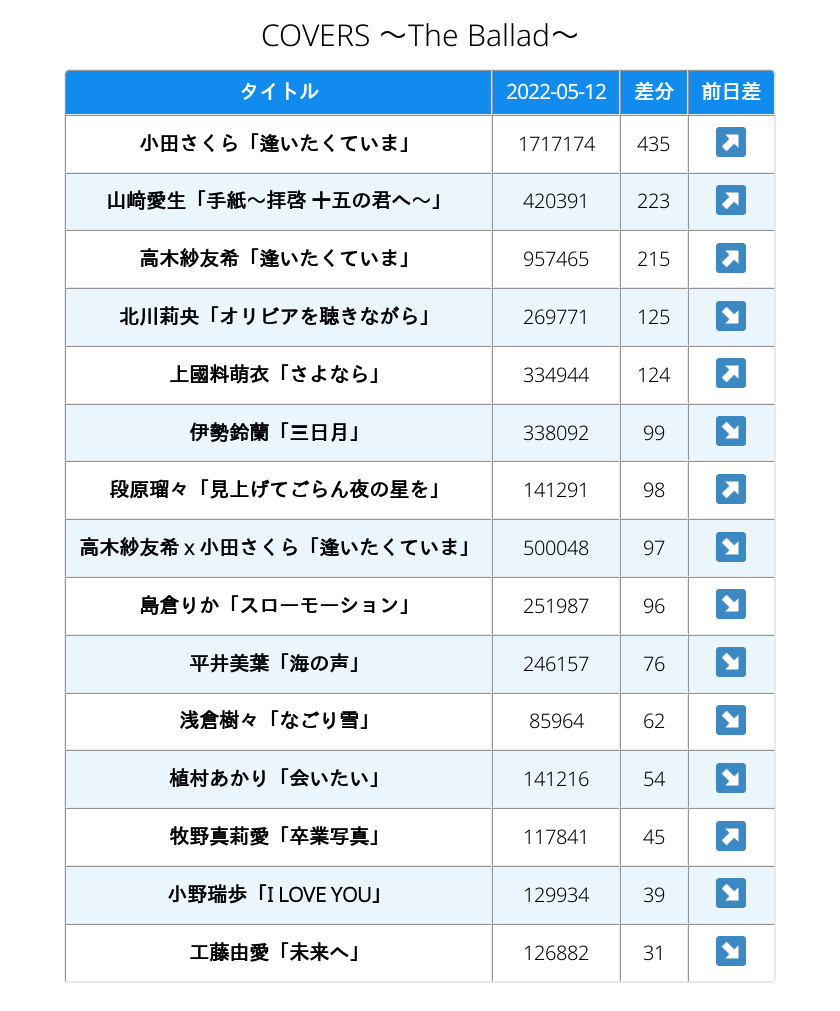 COVERS 〜The Ballad〜
タイトル 2022-05-12 差分 前日差
小田さくら「逢いたくていま」 1717174 435 ↗
山﨑愛生「手紙〜拝啓 十五の君へ〜」 420391 223 ↗
高木紗友希「逢いたくていま」 957465 215 ↗
北川莉央「オリビアを聴きながら」 269771 125 ↘
上國料萌衣「さよなら」 334944 124 ↗
伊勢鈴蘭「三日月」 338092 99 ↘
段原瑠々「見上げてごらん夜の星を」 141291 98 ↗
高木紗友希 x 小田さくら「逢いたくていま」 500048 97 ↘
島倉りか「スローモーション」 251987 96 ↘
平井美葉「海の声」 246157 76 ↘
浅倉樹々「なごり雪」 85964 62 ↘
植村あかり「会いたい」 141216 54 ↘
牧野真莉愛「卒業写真」 117841 45 ↗
小野瑞歩「I LOVE YOU」 129934 39 ↘
工藤由愛「未来へ」 126882 31 ↘